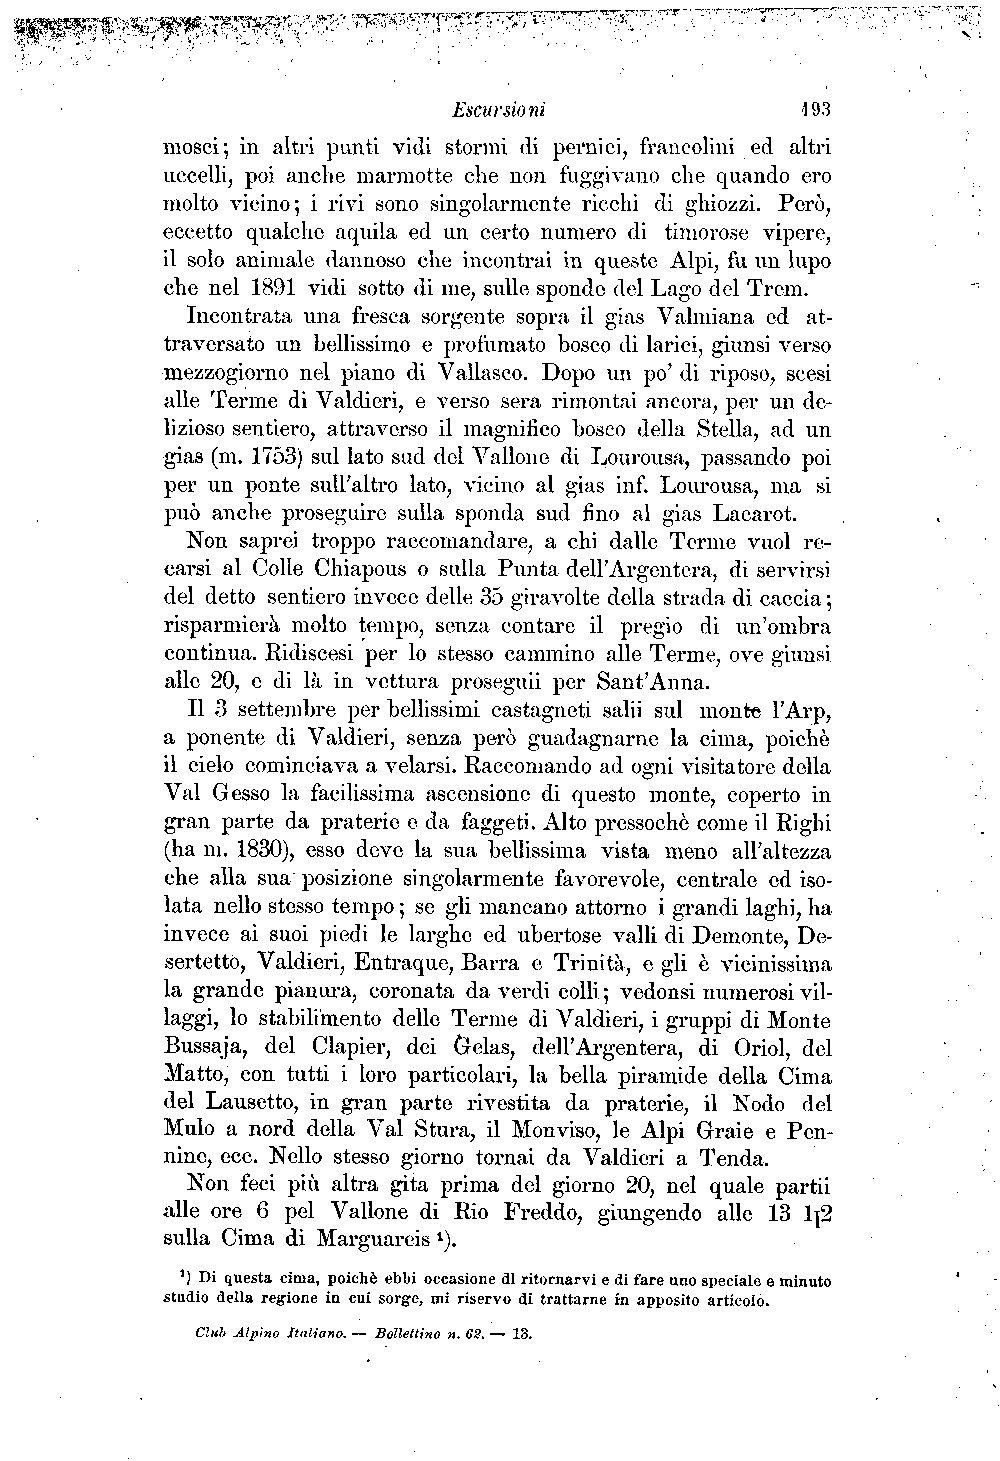 Escursioni 193
mosci; in altri punti vidi stormi di pernici, francolini ed altri
uccelli, poi anche marmotte che non fuggivano che quando ero
molto vicino; i rivi sono singolarmente ricchi di ghiozzi. Però,
eccetto qualche aquila ed un certo numero di timorose vipere,
il solo animale dannoso che incontrai in queste Alpi, fu un lupo
che nel 1891 vidi sotto di me, sulle sponde del Lago del Trem.
Incontrata una fresca sorgente sopra il gias Valmiana ed at-
traversato un bellissimo e profumato bosco di larici, giunsi verso
mezzogiorno nel piano di Vallasco. Dopo un po' di riposo, scesi
alle Terme di Valdieri, e verso sera rimontai ancora, per un de-
lizioso sentiero, attraverso il magnifico bosco della Stella, ad un
gias (m. 1753) sul lato sud del Vallone di Lourousa, passando poi
per un ponte sull'altro lato, vicino al gias inf. Lourousa, ma si
può anche proseguire sulla sponda sud fino al gias Lacarot.
Non saprei troppo raccomandare, a chi dalle Terme vuol re-
carsi al Colle Chiapous o sulla Punta dell'Argentera, di servirsi
del detto sentiero invece delle 35 giravolte della strada di caccia;
risparmierà molto tempo, senza contare il pregio di un'ombra
continua. Ridiscesi per lo stesso cammino alle Terme, ove giunsi
alle 20, e di là in vettura proseguii per Sant'Anna.
Il 3 settembre per bellissimi castagneti salii sul monte l'Arp,
a ponente di Valdieri, senza però guadagnarne la cima, poichè
il cielo cominciava a velarsi. Raccomando ad ogni visitatore della
Val Gesso la facilissima ascensione di questo monte, coperto in
gran parte da praterie e da faggeti. Alto pressochè come il Righi
(ha m. 1830), esso deve la sua bellissima vista meno all'altezza
che alla sua posizione singolarmente favorevole, centrale ed iso-
lata nello stesso tempo; se gli mancano attorno i grandi laghi, ha
invece ai suoi piedi le larghe ed ubertose valli di Demonte, De-
sertetto, Valdieri, Entraque, Barra e Trinità, e gli è vicinissima
la grande pianura, coronata da verdi colli; vedonsi numerosi vil-
laggi, lo stabilimento delle Terme di Valdieri, i gruppi di Monte
Bussaja, del Clapier, dei Gelas, dell'Argentera, di Oriol, del
Matto, con tutti i loro particolari, la bella piramide della Cima
del Lausetto, in gran parte rivestita da praterie, il Nodo del
Mulo a nord della Val Stura, il Monviso, le Alpi Graie e Pen-
nine, ecc. Nello stesso giorno tornai da Valdieri a Tenda.
Non feci più altra gita prima del giorno 20, nel quale partii
alle ore 6 pel Vallone di Rio Freddo, giungendo alle 13 1|2
sulla Cima di Marguareis ¹).
¹) Di questa cima, poichè ebbi occasione di ritornarvi e di fare uno speciale e minuto
studio della regione in cui sorge, mi riservo di trattarne in apposito articolo.
Club Alpino Italiano. — Bollettino n. 62. — 13.